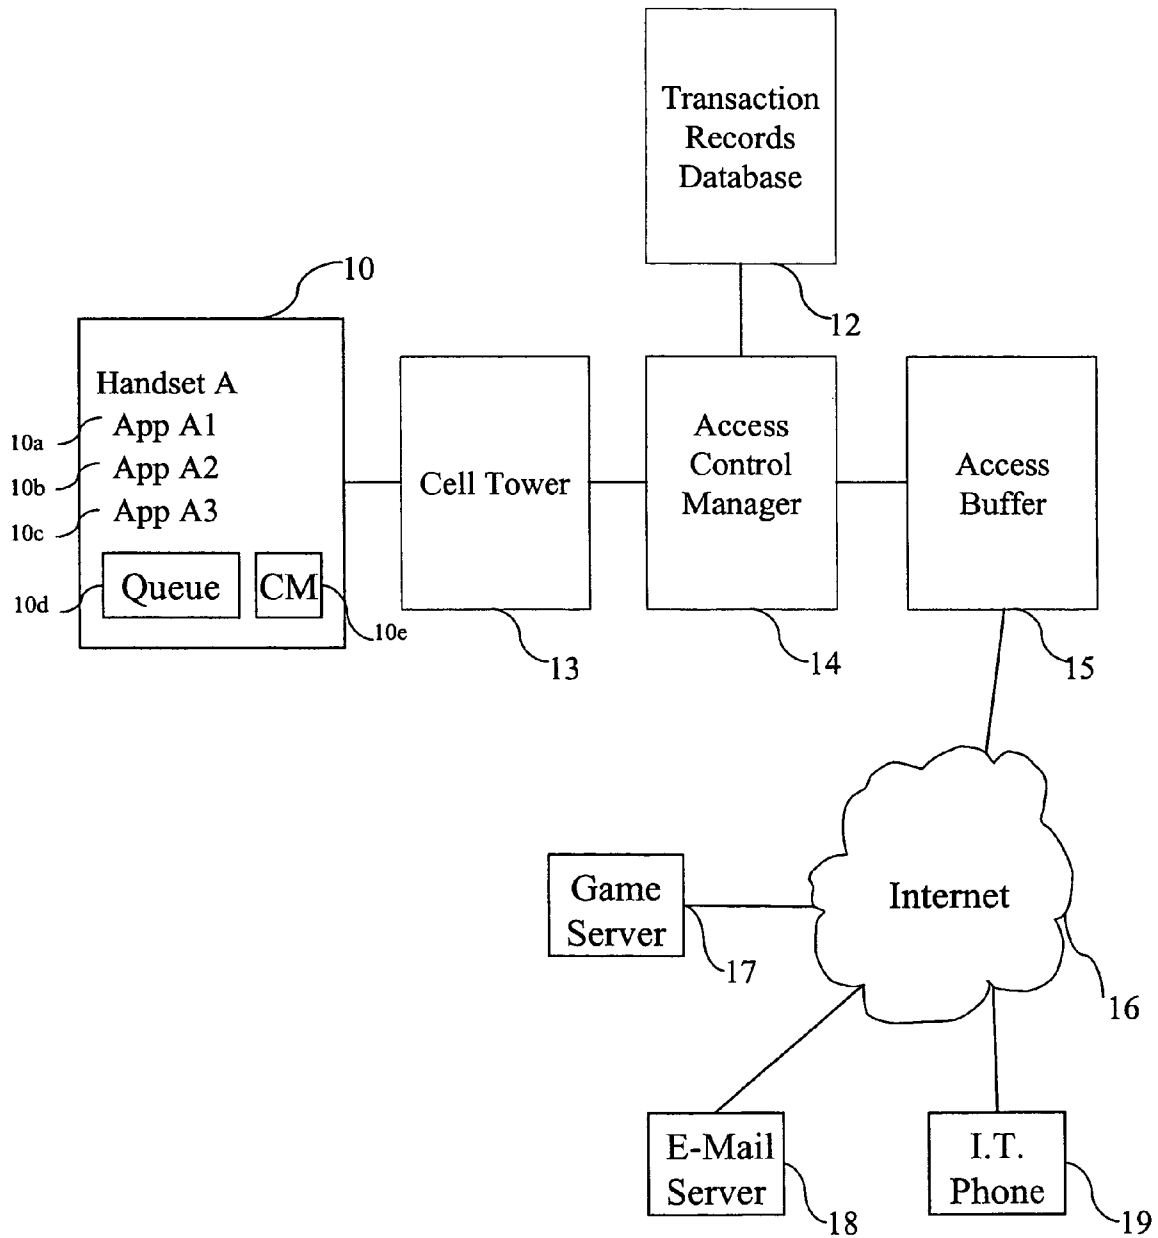 Transaction
Records
Database
12
10
Handset A
10a
App A1
10b
App A2
10c
App A3
10d
Queue
CM
10e
Cell Tower
13
Access
Control
Manager
14
Access
Buffer
15
Internet
16
Game
Server
17
E-Mail
Server
18
I.T.
Phone
19